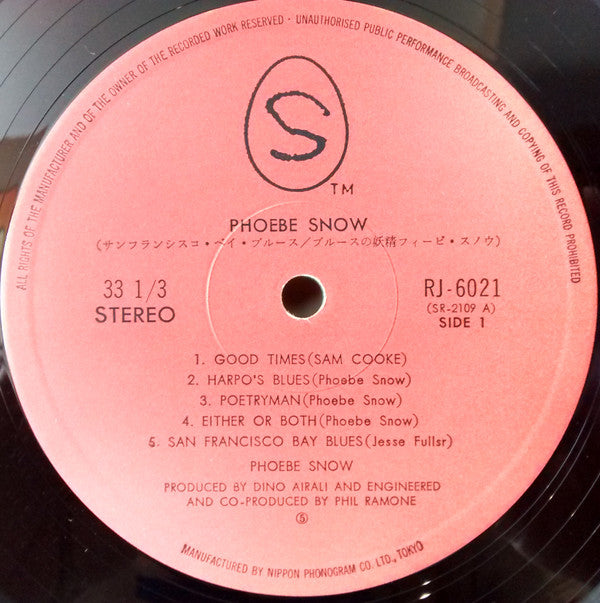 ALL RIGHTS OF THE MANUFACTURER AND OF THE OWNER OF THE RECORDED WORK RESERVED · UNAUTHORISED PUBLIC PERFORMANCE BROADCASTING AND COPYING OF THIS RECORD PROHIBITED
S
TM
PHOEBE SNOW
(サンフランシスコ・ベイ・ブルース/ブルースの妖精フィービ・スノウ)
33 1/3
STEREO
RJ-6021
(SR-2109 A)
SIDE 1
1. GOOD TIMES(SAM COOKE)
2. HARPO'S BLUES(Phoebe Snow)
3. POETRYMAN(Phoebe Snow)
4. EITHER OR BOTH(Phoebe Snow)
5. SAN FRANCISCO BAY BLUES(Jesse Fullsr)
PHOEBE SNOW
PRODUCED BY DINO AIRALI AND ENGINEERED
AND CO-PRODUCED BY PHIL RAMONE
⑤
MANUFACTURED BY NIPPON PHONOGRAM CO. LTD., TOKYO